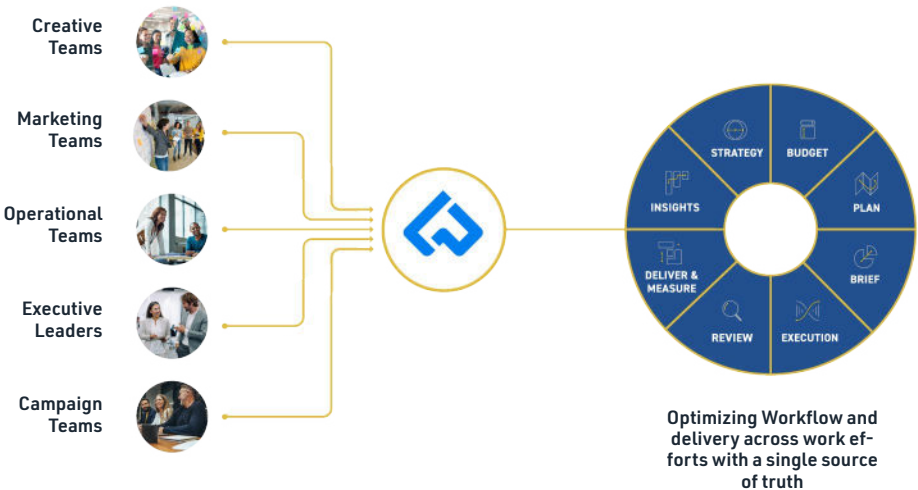 Creative
Teams
Marketing
Teams
Operational
Teams
Executive
Leaders
Campaign
Teams
STRATEGY
BUDGET
INSIGHTS
PLAN
DELIVER &
MEASURE
BRIEF
REVIEW
EXECUTION
Optimizing Workflow and
delivery across work ef-
forts with a single source
of truth